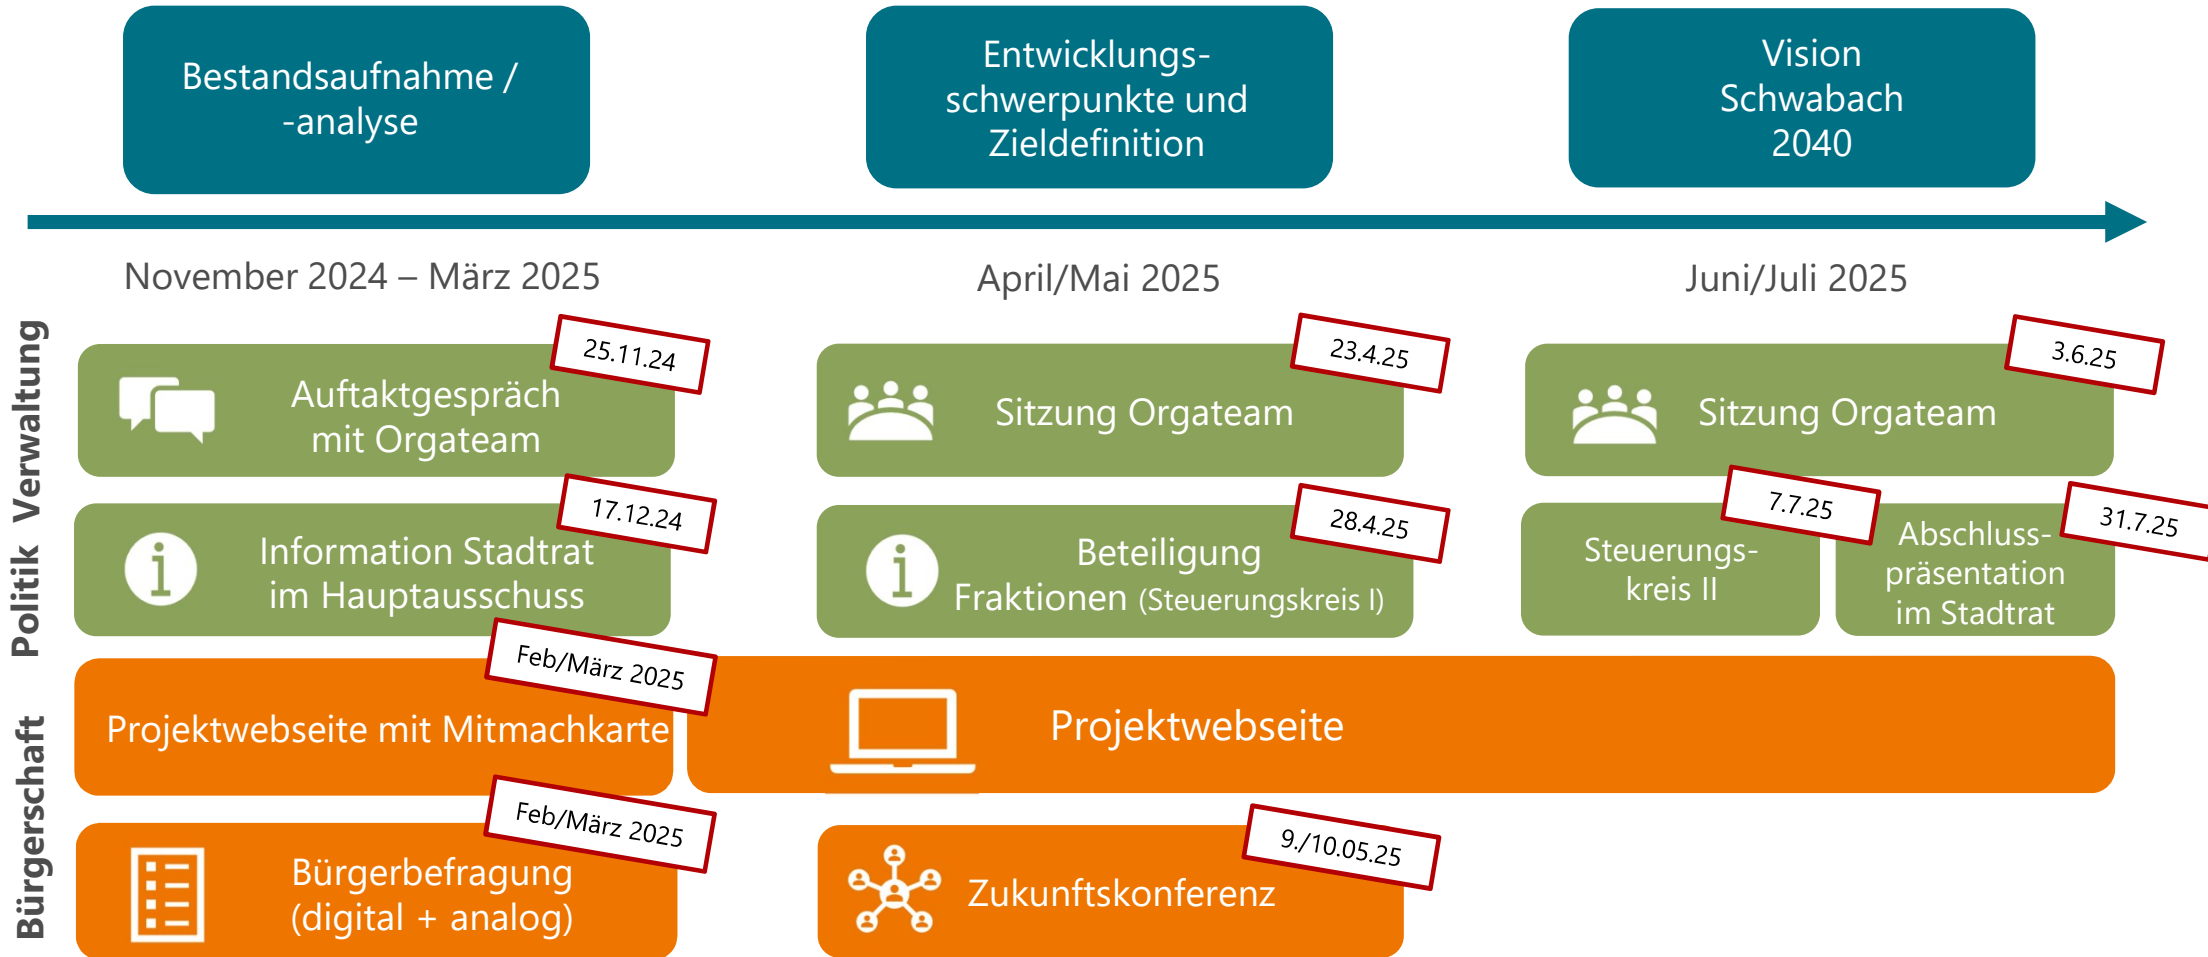 Bestandsaufnahme /
-analyse
Entwicklungs-
schwerpunkte und
Zieldefinition
Vision
Schwabach
2040
November 2024 – März 2025
April/Mai 2025
Juni/Juli 2025
Verwaltung
25.11.24
Auftaktgespräch
mit Orgateam
23.4.25
Sitzung Orgateam
3.6.25
Sitzung Orgateam
Politik
17.12.24
Information Stadtrat
im Hauptausschuss
28.4.25
Beteiligung
Fraktionen (Steuerungskreis I)
7.7.25
Steuerungs-
kreis II
31.7.25
Abschluss-
präsentation
im Stadtrat
Bürgerschaft
Feb/März 2025
Projektwebseite mit Mitmachkarte
Projektwebseite
Feb/März 2025
Bürgerbefragung
(digital + analog)
9./10.05.25
Zukunftskonferenz